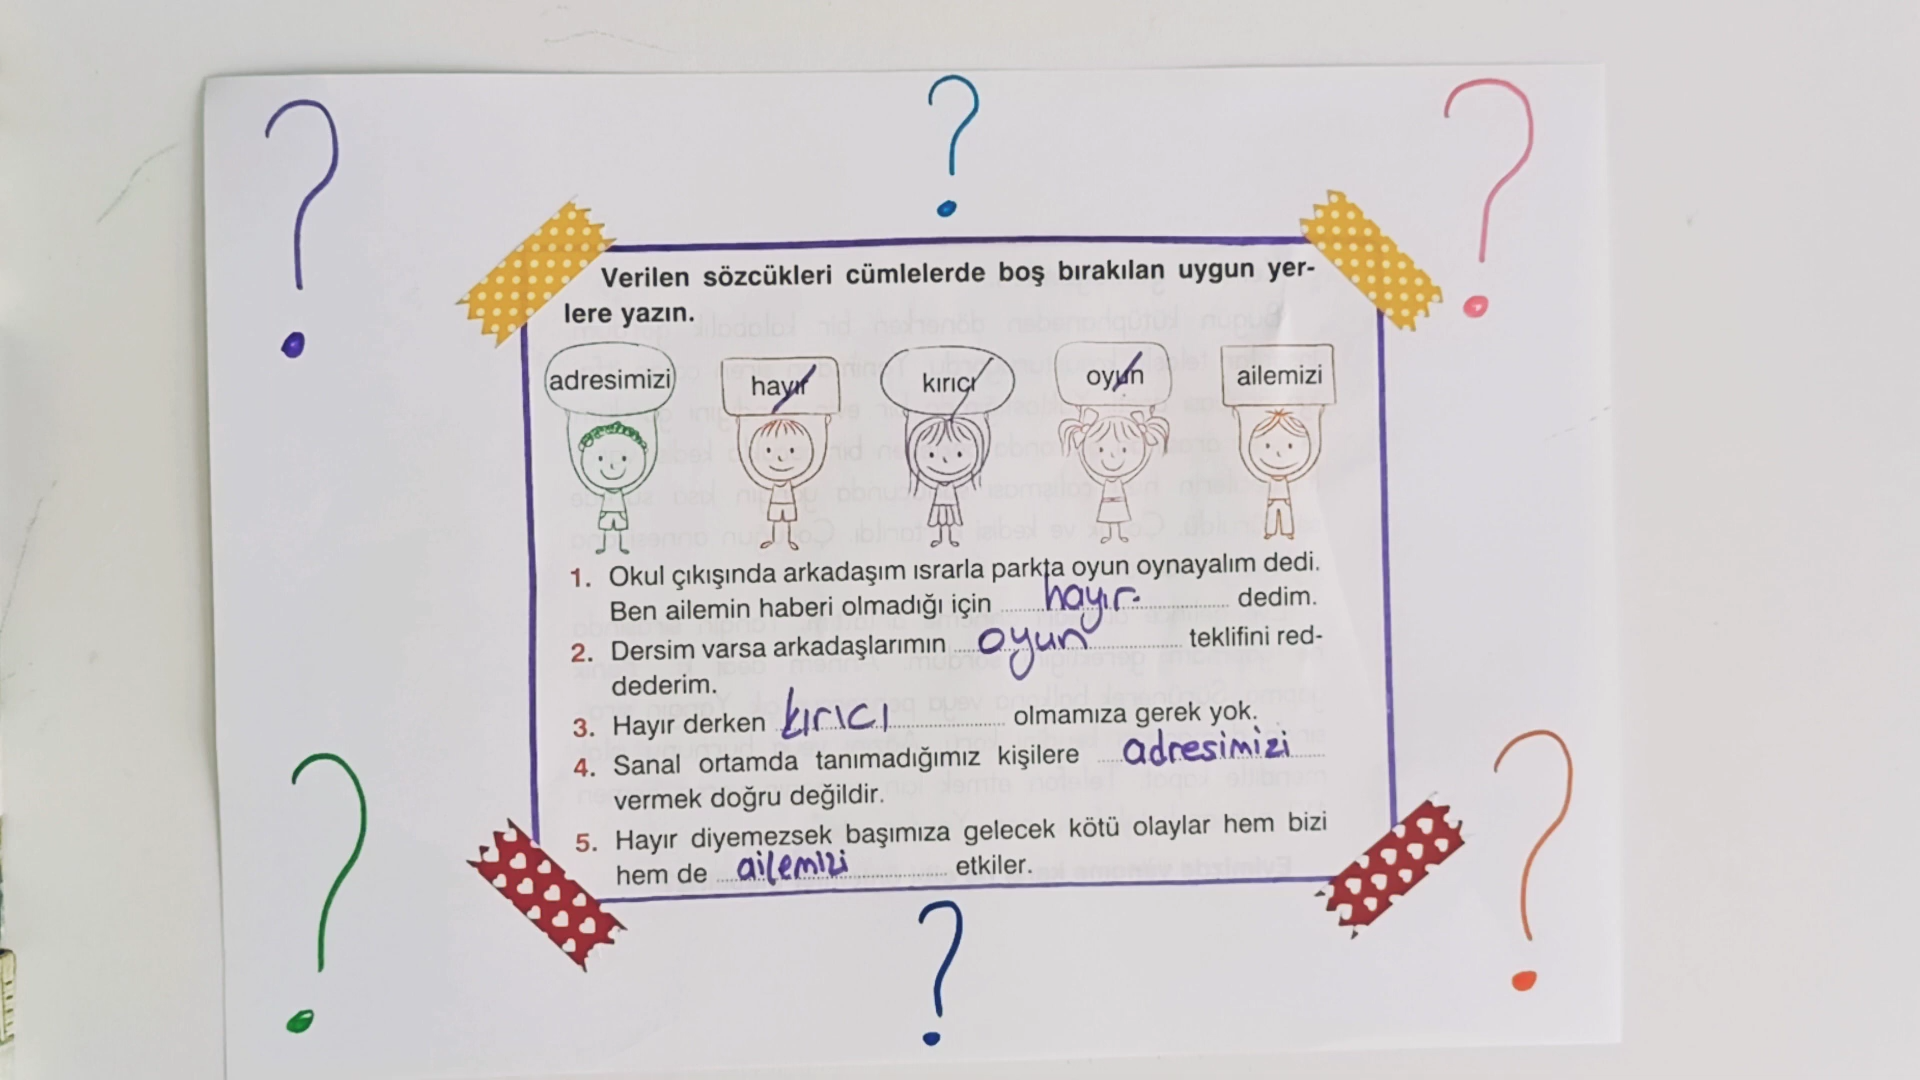 Verilen sözcükleri cümlelerde boş bırakılan uygun yer-
lere yazın.
adresimizi hayır kırıcı oyun ailemizi
1. Okul çıkışında arkadaşım ısrarla parkta oyun oynayalım dedi.
Ben ailemin haberi olmadığı için hayır dedim.
2. Dersim varsa arkadaşlarımın oyun teklifini red-
dederim.
3. Hayır derken kırıcı olmamıza gerek yok.
4. Sanal ortamda tanımadığımız kişilere adresimizi
vermek doğru değildir.
5. Hayır diyemezsek başımıza gelecek kötü olaylar hem bizi
hem de ailemizi etkiler.